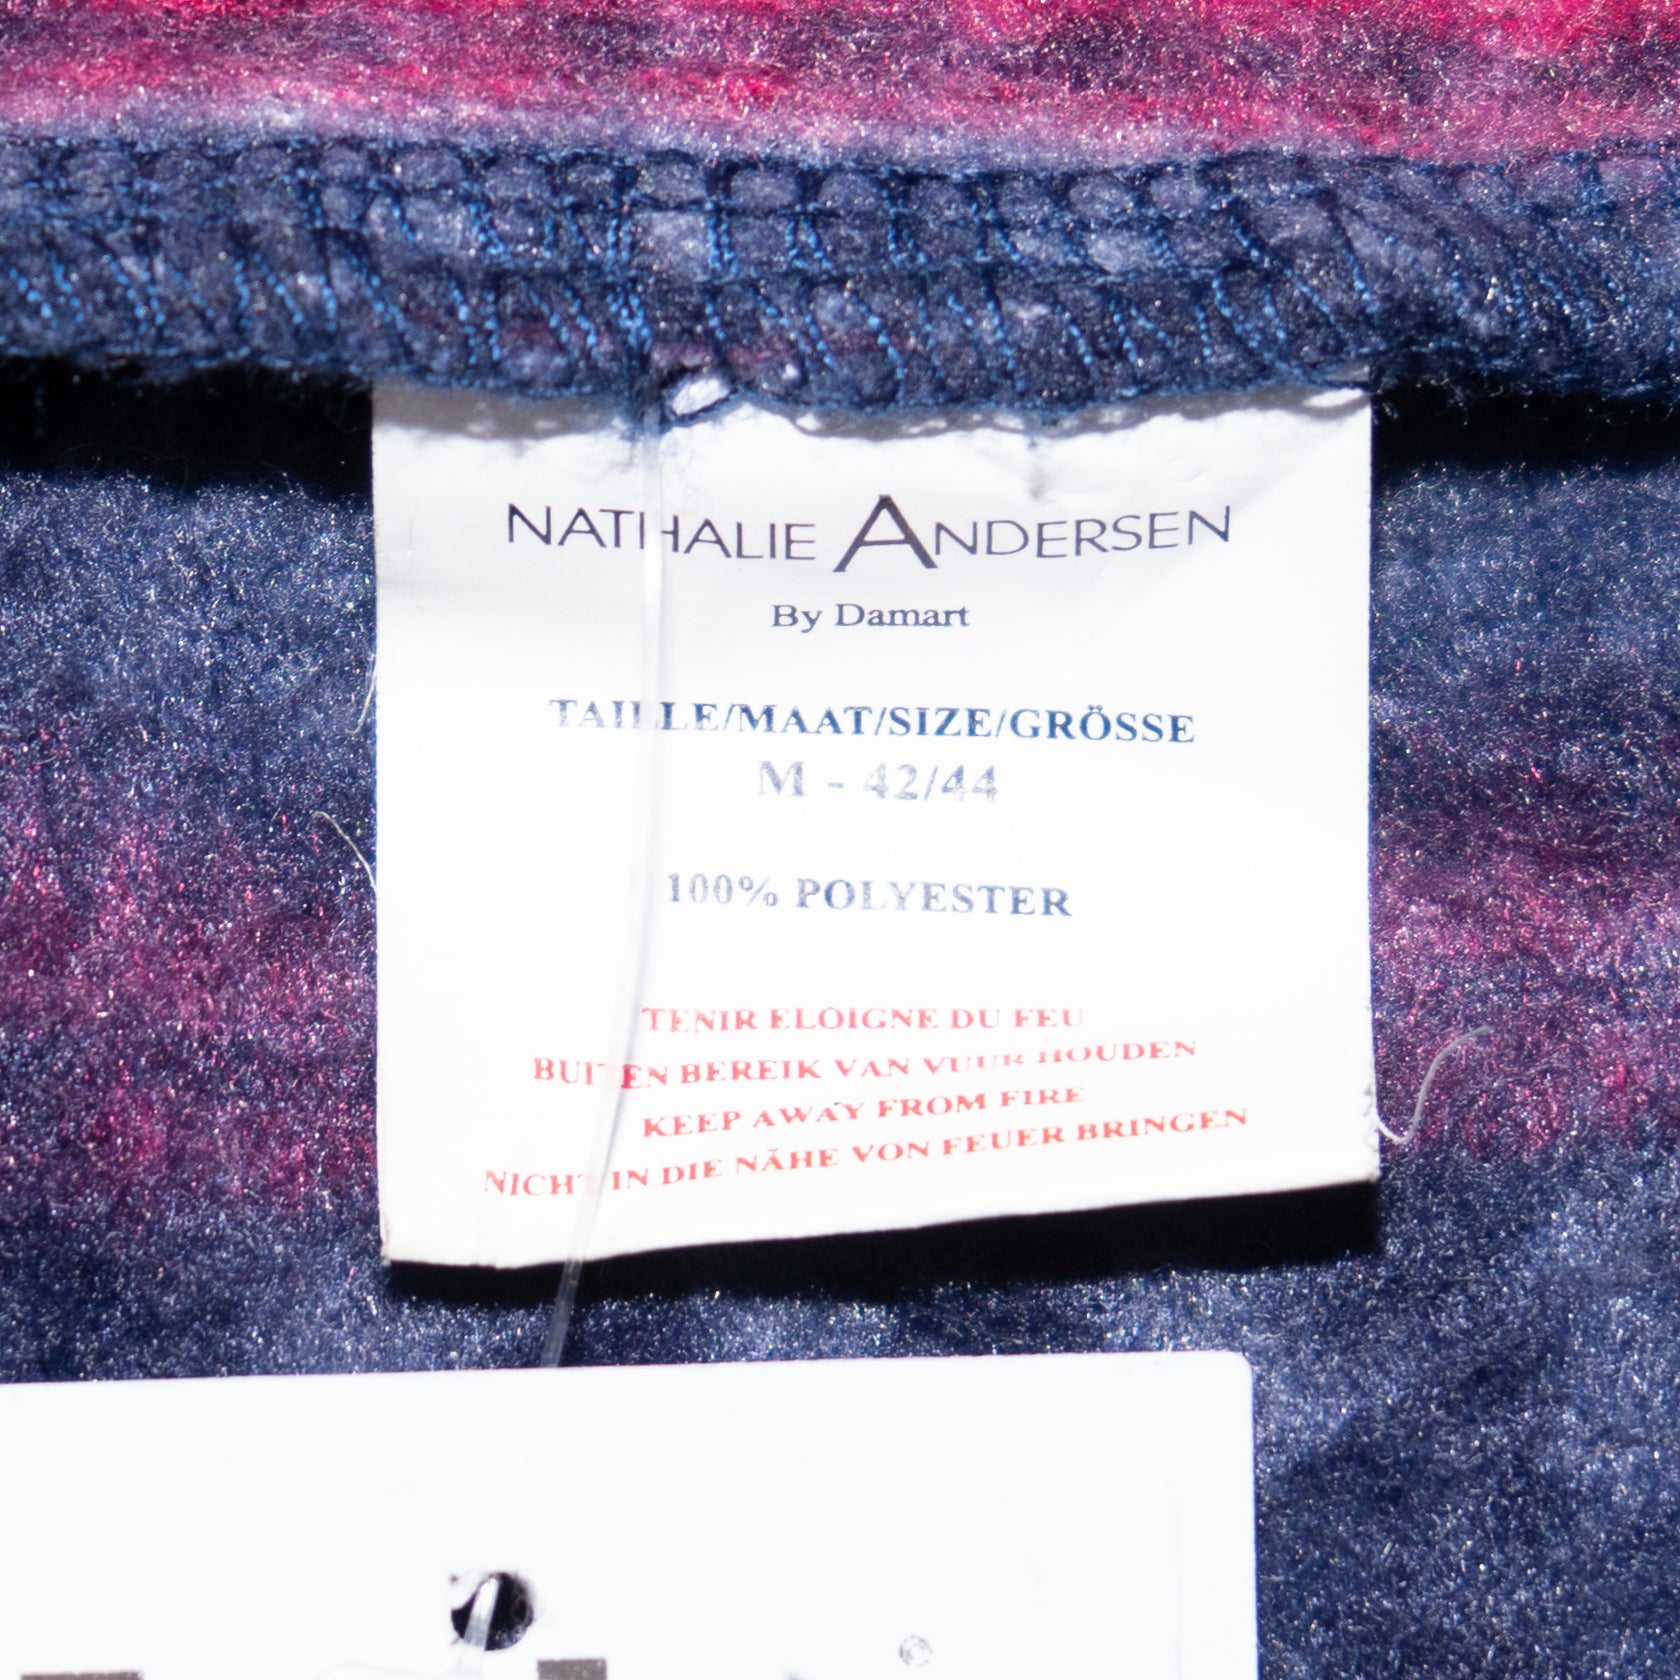 NATHALIE ANDERSEN
By Damart
TAILLE/MAAT/SIZE/GRÖSSE
M - 42/44
100% POLYESTER
TENIR ELOIGNE DU FEU
BUITEN BEREIK VAN VUUR HOUDEN
KEEP AWAY FROM FIRE
NICHT IN DIE NÄHE VON FEUER BRINGEN